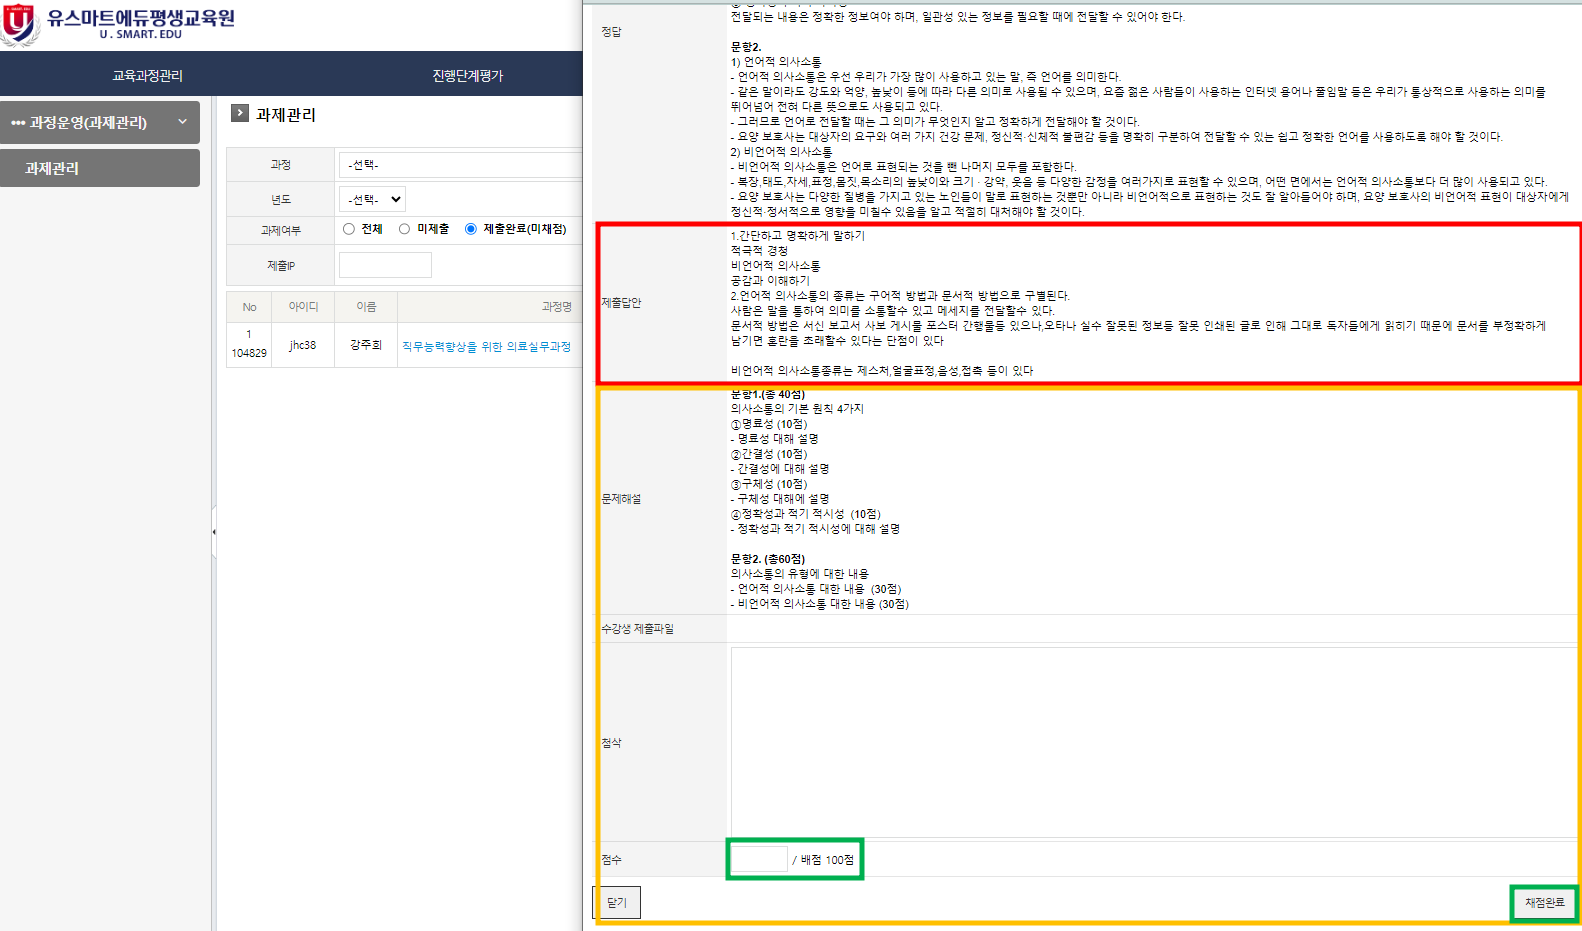 유스마트에듀평생교육원
U . SMART. EDU
교육과정관리
진행단계평가
••• 과정운영(과제관리)
과제관리
과제관리
과정
-선택-
년도
-선택-
과제여부
전체
미제출
제출완료(미채점)
제출IP
No
아이디
이름
과정명
1
104829
jhc38
강주희
직무능력향상을 위한 의료실무과정
정답
전달되는 내용은 정확한 정보여야 하며, 일관성 있는 정보를 필요할 때에 전달할 수 있어야 한다.
문항2.
1) 언어적 의사소통
- 언어적 의사소통은 우선 우리가 가장 많이 사용하고 있는 말, 즉 언어를 의미한다.
- 같은 말이라도 강도와 억양, 높낮이 등에 따라 다른 의미로 사용될 수 있으며, 요즘 젊은 사람들이 사용하는 인터넷 용어나 줄임말 등은 우리가 통상적으로 사용하는 의미를
뛰어넘어 전혀 다른 뜻으로도 사용되고 있다.
- 그러므로 언어로 전달할 때는 그 의미가 무엇인지 알고 정확하게 전달해야 할 것이다.
- 요양 보호사는 대상자의 요구와 여러 가지 건강 문제, 정신적·신체적 불편감 등을 명확히 구분하여 전달할 수 있는 쉽고 정확한 언어를 사용하도록 해야 할 것이다.
2) 비언어적 의사소통
- 비언어적 의사소통은 언어로 표현되는 것을 뺀 나머지 모두를 포함한다.
- 복장,태도,자세,표정,몸짓,목소리의 높낮이와 크기 · 강약, 웃음 등 다양한 감정을 여러가지로 표현할 수 있으며, 어떤 면에서는 언어적 의사소통보다 더 많이 사용되고 있다.
- 요양 보호사는 다양한 질병을 가지고 있는 노인들이 말로 표현하는 것뿐만 아니라 비언어적으로 표현하는 것도 잘 알아들어야 하며, 요양 보호사의 비언어적 표현이 대상자에게
정신적·정서적으로 영향을 미칠수 있음을 알고 적절히 대처해야 할 것이다.
제출답안
1.간단하고 명확하게 말하기
적극적 경청
비언어적 의사소통
공감과 이해하기
2.언어적 의사소통의 종류는 구어적 방법과 문서적 방법으로 구별된다.
사람은 말을 통하여 의미를 소통할수 있고 메세지를 전달할수 있다.
문서적 방법은 서신 보고서 사보 게시물 포스터 간행물등 있으나,오타나 실수 잘못된 정보등 잘못 인쇄된 글로 인해 그대로 독자들에게 읽히기 때문에 문서를 부정확하게
남기면 혼란을 초래할수 있다는 단점이 있다
비언어적 의사소통종류는 제스처,얼굴표정,음성,접촉 등이 있다
문제해설
문항1.(총 40점)
의사소통의 기본 원칙 4가지
①명료성 (10점)
- 명료성 대해 설명
②간결성 (10점)
- 간결성에 대해 설명
③구체성 (10점)
- 구체성 대해에 설명
④정확성과 적기 적시성 (10점)
- 정확성과 적기 적시성에 대해 설명
문항2. (총60점)
의사소통의 유형에 대한 내용
- 언어적 의사소통 대한 내용 (30점)
- 비언어적 의사소통 대한 내용 (30점)
수강생 제출파일
첨삭
점수
/ 배점 100점
닫기
채점완료